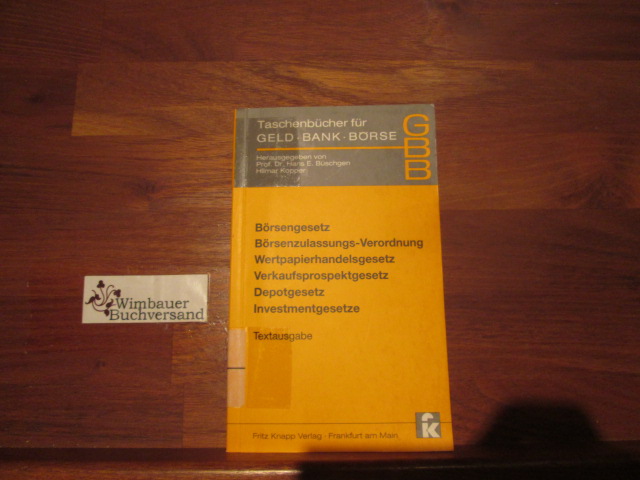 Taschenbücher für
GELD · BANK · BÖRSE
GBB
Herausgegeben von
Prof. Dr. Hans E. Büschgen
Hilmar Kopper
Börsengesetz
Börsenzulassungs-Verordnung
Wertpapierhandelsgesetz
Verkaufsprospektgesetz
Depotgesetz
Investmentgesetze
Textausgabe
Fritz Knapp Verlag · Frankfurt am Main
fK
Wimbauer
Buchversand